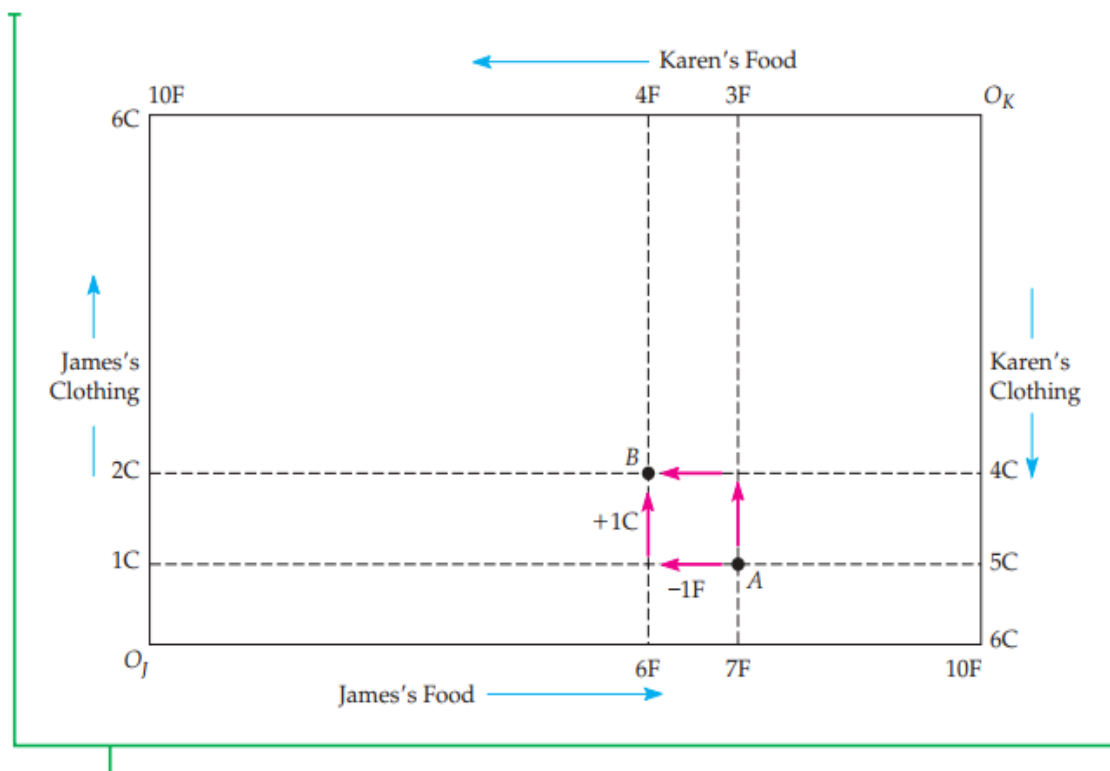 Karen's Food
10F
4F
3F
O_K
6C
James's
Clothing
Karen's
Clothing
2C
B
4C
+1C
1C
−1F
A
5C
O_J
6F
7F
10F
6C
James's Food